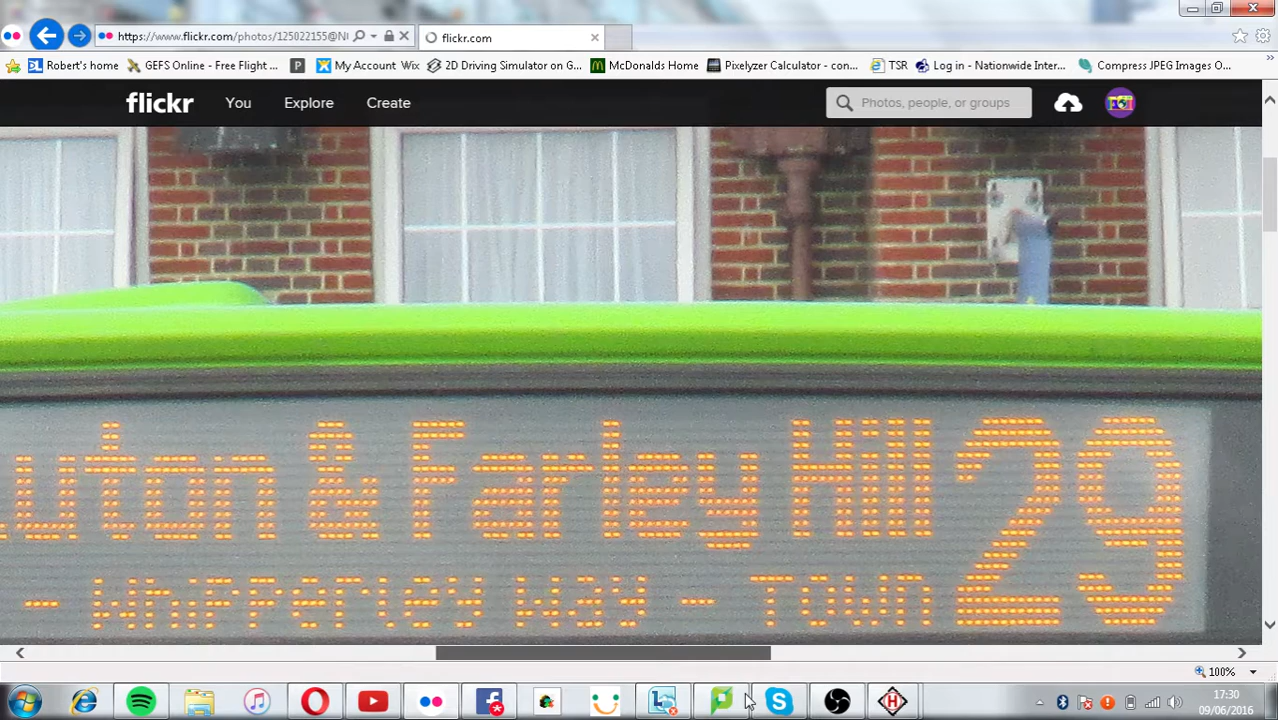 https://www.flickr.com/photos/125022155@N
flickr.com
Robert's home
GEFS Online - Free Flight ...
P
My Account Wix
2D Driving Simulator on G...
McDonalds Home
Pixelyzer Calculator - con...
TSR
Log in - Nationwide Inter...
Compress JPEG Images O...
flickr
You
Explore
Create
Photos, people, or groups
uton & Farley Hill 29
- Whipperley Way - Town
100%
17:30
09/06/2016